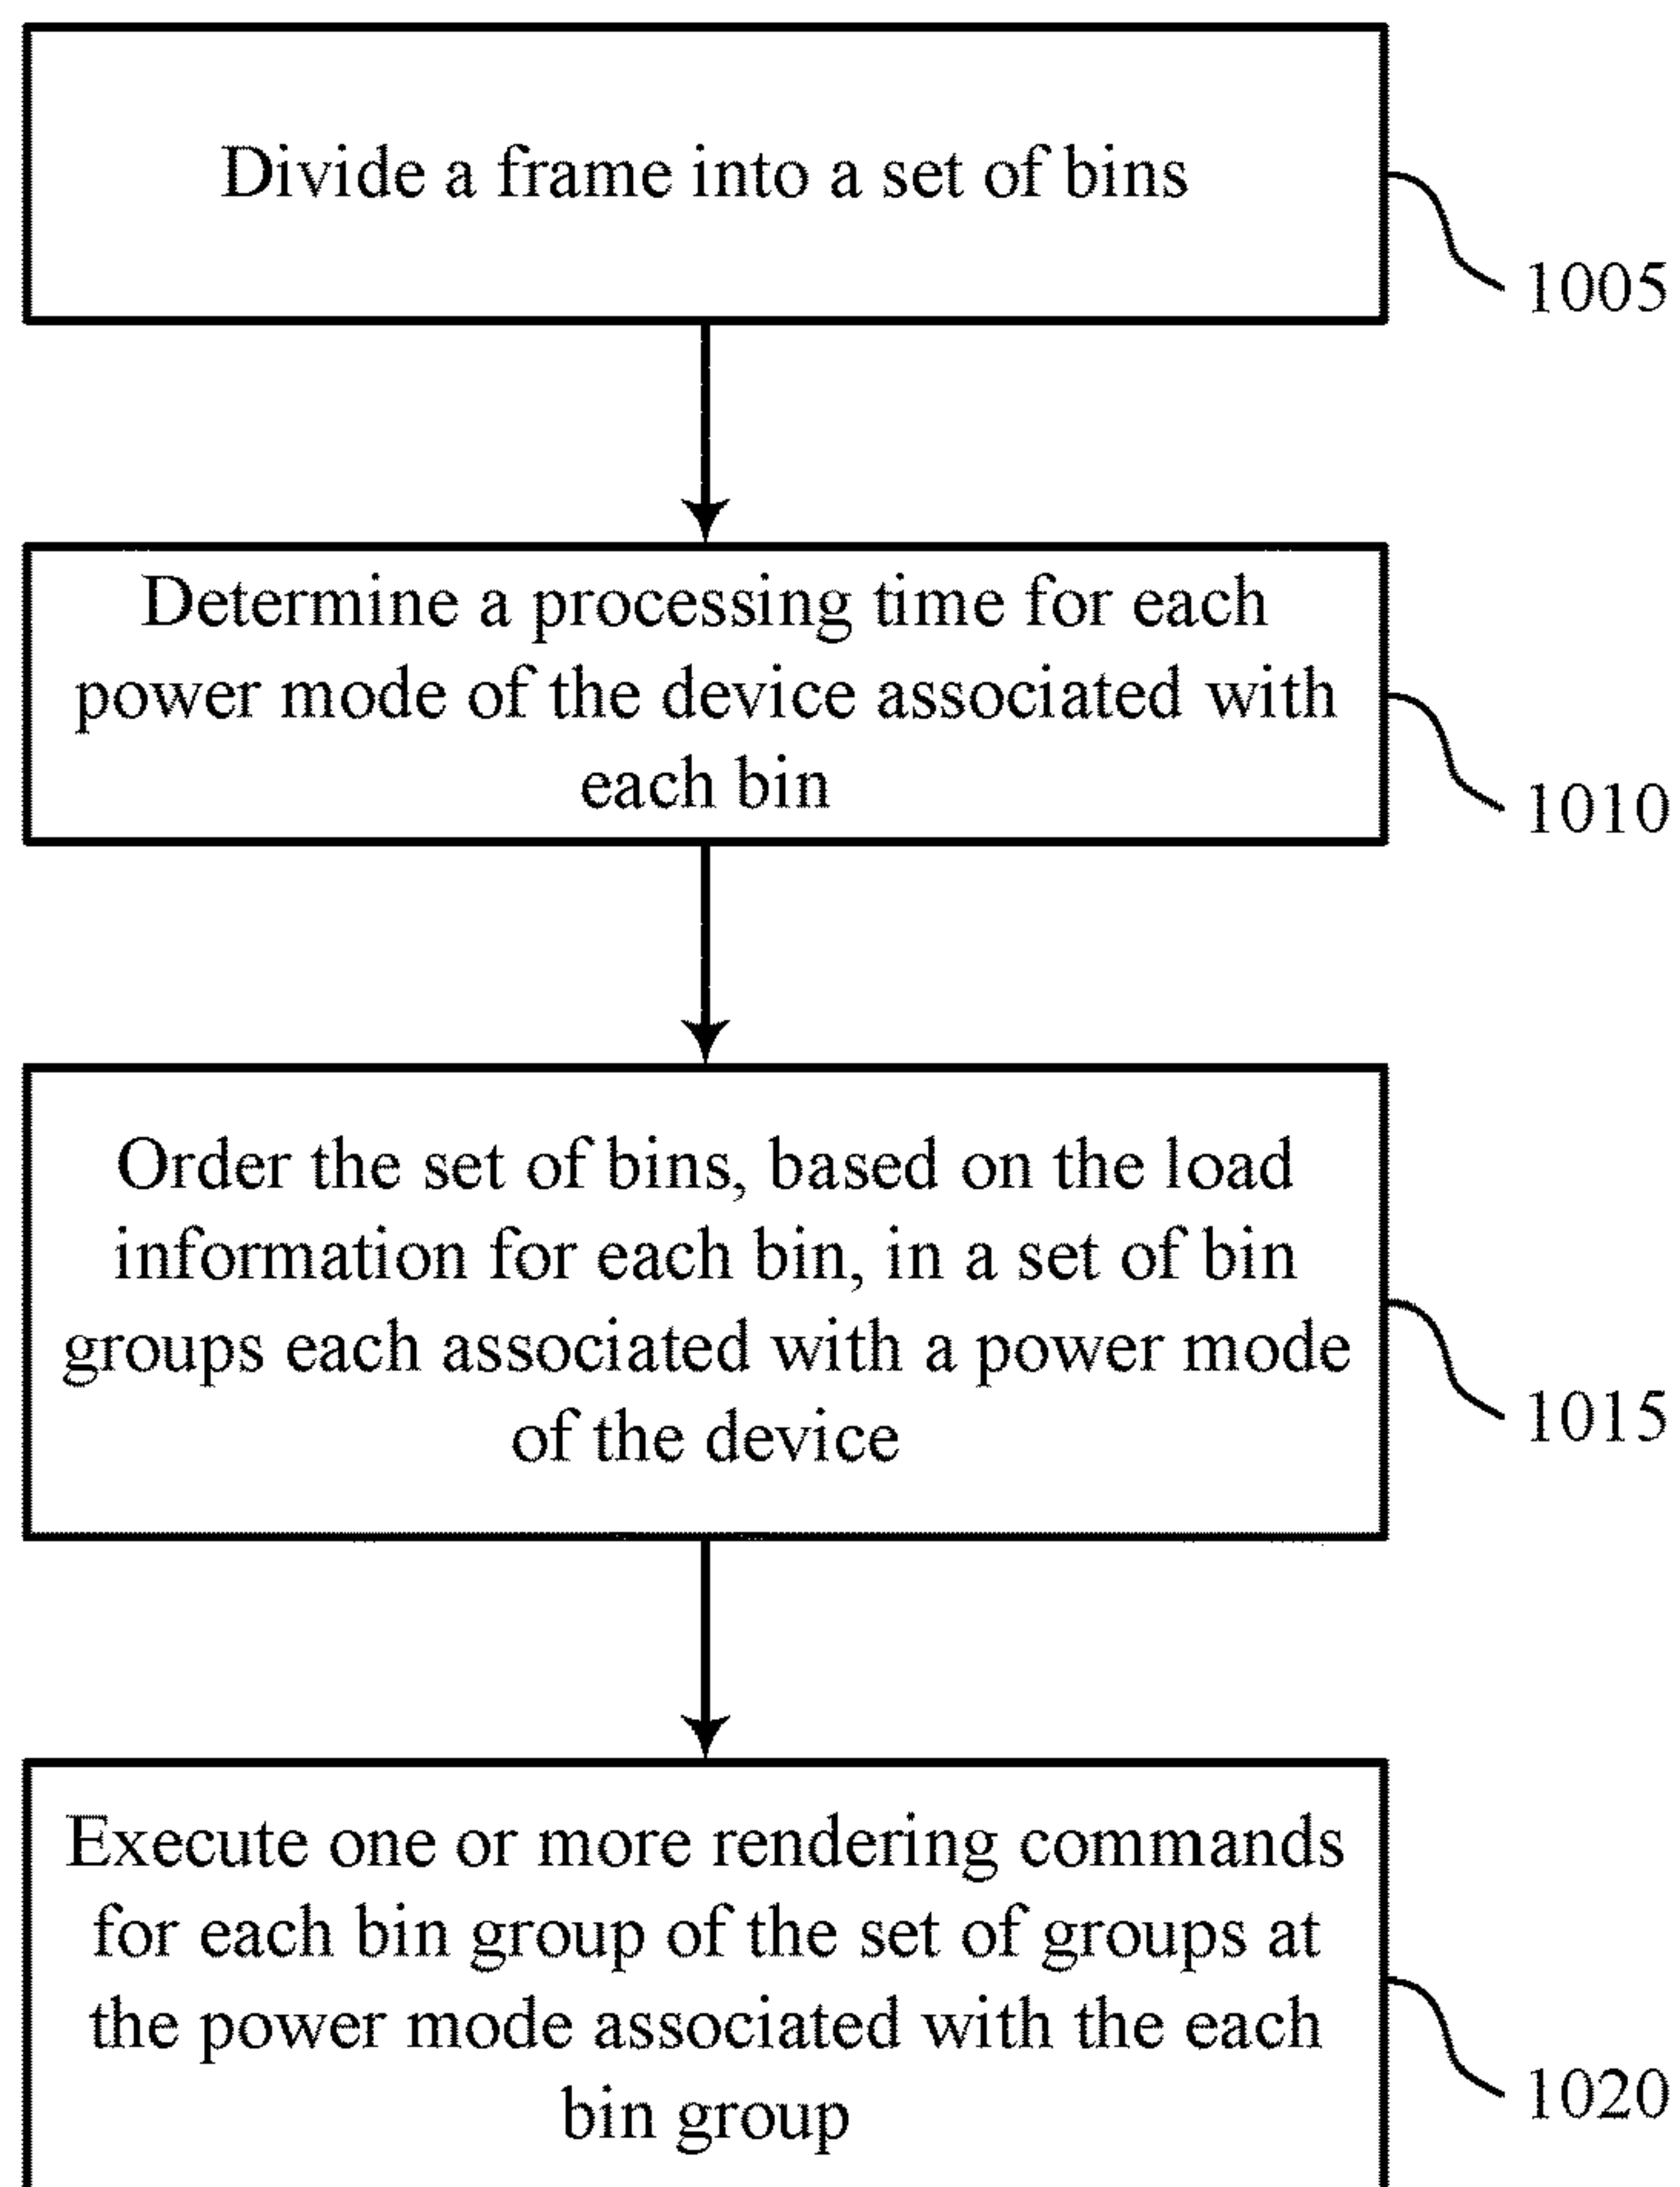 Divide a frame into a set of bins
1005
Determine a processing time for each
power mode of the device associated with
each bin
1010
Order the set of bins, based on the load
information for each bin, in a set of bin
groups each associated with a power mode
of the device
1015
Execute one or more rendering commands
for each bin group of the set of groups at
the power mode associated with the each
bin group
1020